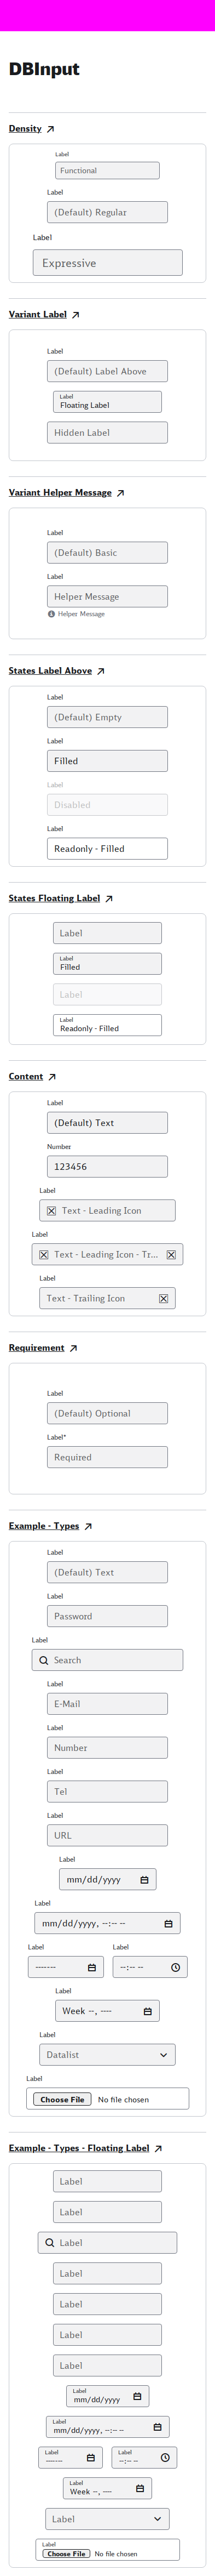 DBInput
Density
Label
Functional
Label
(Default) Regular
Label
Expressive
Variant Label
Label
(Default) Label Above
Label
Floating Label
Hidden Label
Variant Helper Message
Label
(Default) Basic
Label
Helper Message
Helper Message
States Label Above
Label
(Default) Empty
Label
Filled
Label
Disabled
Label
Readonly - Filled
States Floating Label
Label
Label
Filled
Label
Label
Readonly - Filled
Content
Label
(Default) Text
Number
123456
Label
Text - Leading Icon
Label
Text - Leading Icon - Tr...
Label
Text - Trailing Icon
Requirement
Label
(Default) Optional
Label*
Required
Example - Types
Label
(Default) Text
Label
Password
Label
Search
Label
E-Mail
Label
Number
Label
Tel
Label
URL
Label
mm/dd/yyyy
Label
mm/dd/yyyy, --:-- --
Label Label
------- --:-- --
Label
Week --, ----
Label
Datalist
Label
Choose File No file chosen
Example - Types - Floating Label
Label
Label
Label
Label
Label
Label
Label
Label
mm/dd/yyyy
Label
mm/dd/yyyy, --:-- --
Label Label
------- --:-- --
Label
Week --, ----
Label
Label
Choose File No file chosen